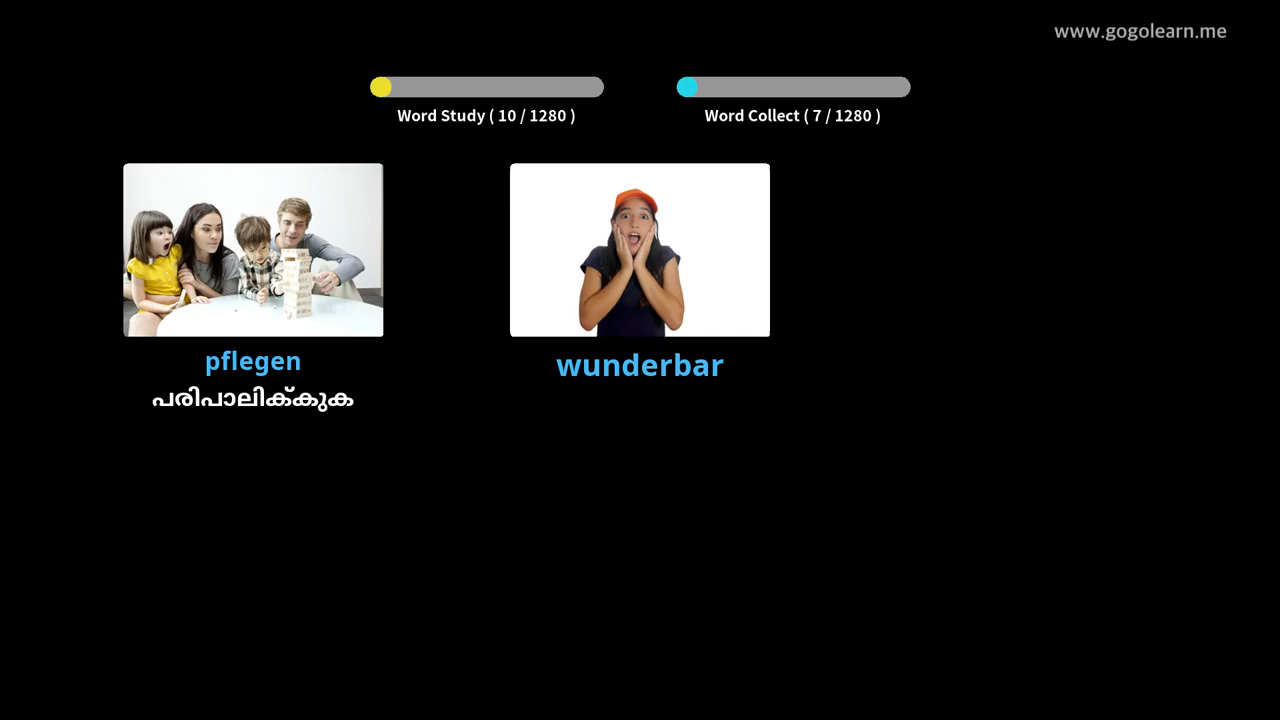 www.gogolearn.me
Word Study ( 10 / 1280 )
Word Collect ( 7 / 1280 )
pflegen
പരിപാലിക്കുക
wunderbar